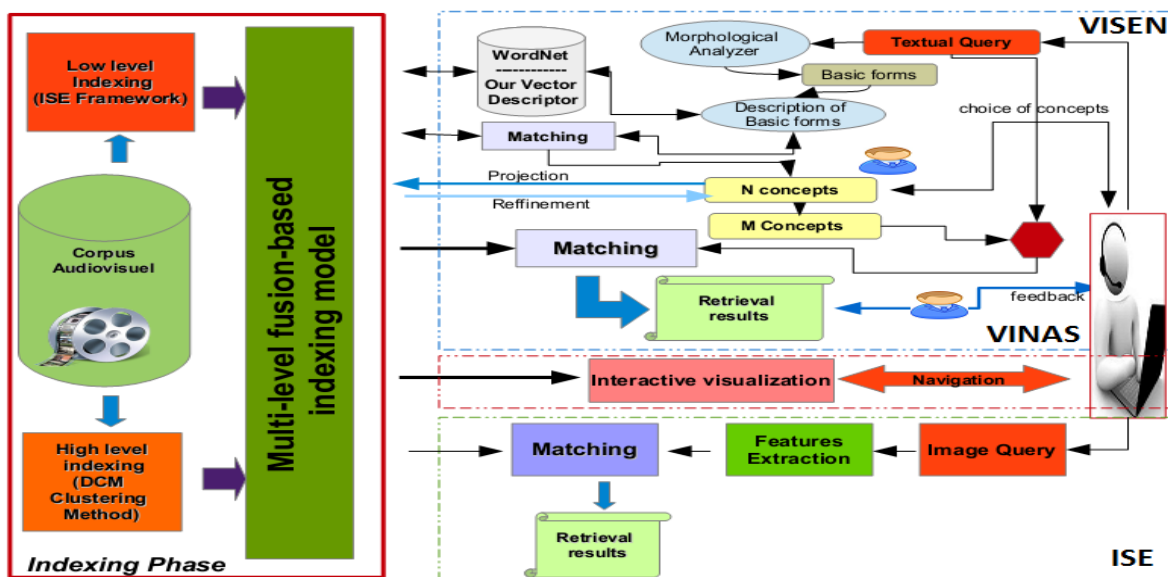 Low level
Indexing
(ISE Framework)
Corpus
Audiovisuel
High level
indexing
(DCM
Clustering
Method)
Indexing Phase
Multi-level fusion-based
indexing model
VISEN
WordNet
------------
Our Vector
Descriptor
Morphological
Analyzer
Textual Query
Basic forms
Description of
Basic forms
choice of concepts
Matching
Projection
N concepts
Reffinement
M Concepts
Matching
Retrieval
results
feedback
VINAS
Interactive visualization
Navigation
Matching
Features
Extraction
Image Query
Retrieval
results
ISE